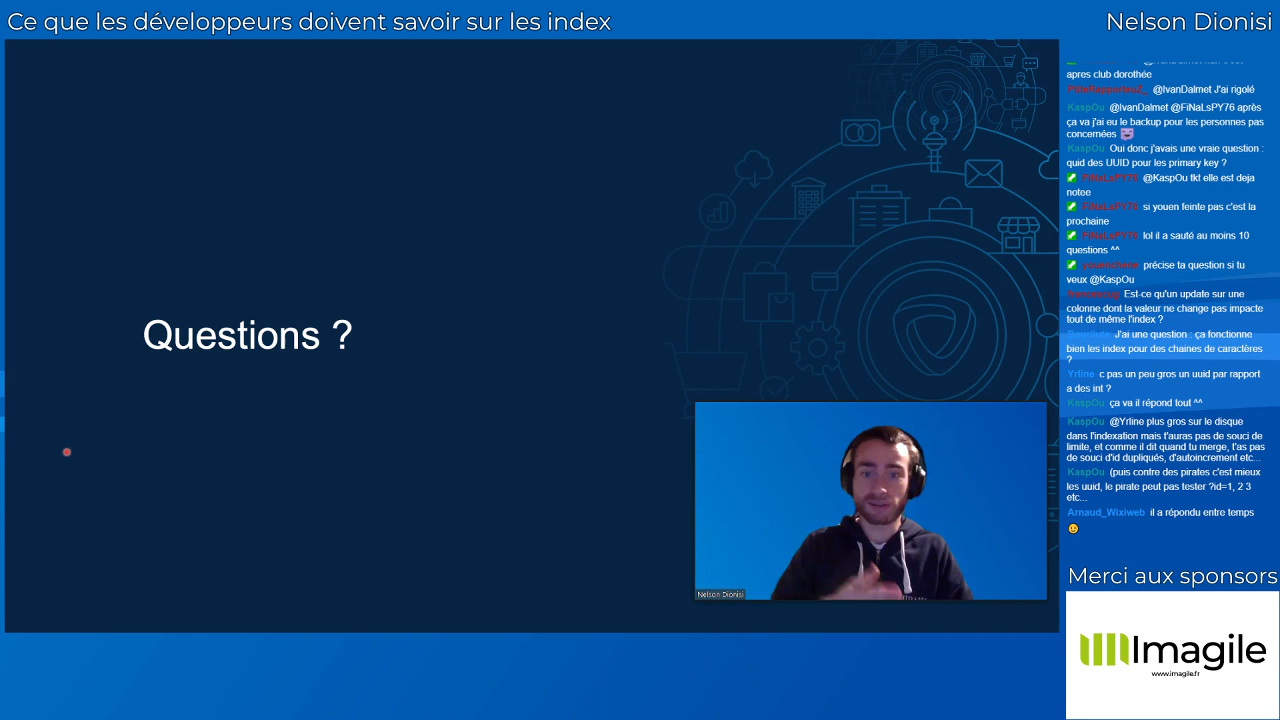 Ce que les développeurs doivent savoir sur les index
Nelson Dionisi
Questions ?
Nelson Dionisi
apres club dorothée
@IvanDalmet J'ai rigolé
KaspOu @IvanDalmet @FiNaLsPY76 après
ça va j'ai eu le backup pour les personnes pas
concernées
KaspOu Oui donc j'avais une vraie question :
quid des UUID pour les primary key ?
FiNaLsPY76 @KaspOu tkt elle est deja
notee
FiNaLsPY76 si youen feinte pas c'est la
prochaine
FiNaLsPY76 lol il a sauté au moins 10
questions ^^
précise ta question si tu
veux @KaspOu
Est-ce qu'un update sur une
colonne dont la valeur ne change pas impacte
tout de même l'index ?
J'ai une question : ça fonctionne
bien les index pour des chaines de caractères
?
Yrline c pas un peu gros un uuid par rapport
a des int ?
KaspOu ça va il répond tout ^^
KaspOu @Yrline plus gros sur le disque
dans l'indexation mais t'auras pas de souci de
limite, et comme il dit quand tu merge, t'as pas
de souci d'id dupliqués, d'autoincrement etc...
KaspOu (puis contre des pirates c'est mieux
les uuid, le pirate peut pas tester ?id=1, 2 3
etc...
Arnaud_Wixiweb il a répondu entre temps
Merci aux sponsors
Imagile
www.imagile.fr